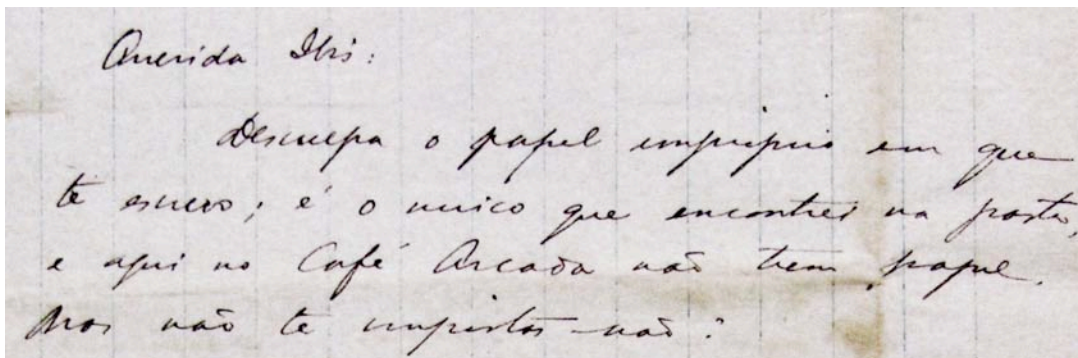 Querida Ibis:
Desculpa o papel improprio em que
te escrevo; é o unico que encontrei na pasta,
e aqui no Café Arcada não teem papel.
Mas não te importas, não?